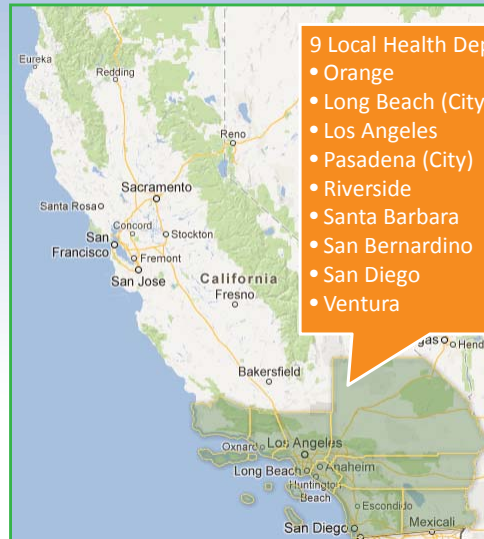 9 Local Health Dep
• Orange
• Long Beach (City
• Los Angeles
• Pasadena (City)
• Riverside
• Santa Barbara
• San Bernardino
• San Diego
• Ventura
Eureka
Redding
Reno
Sacramento
Santa Rosa
Concord
Stockton
San Francisco
Fremont
San Jose
California
Fresno
gas
Hend
Bakersfield
Oxnard
Los Angeles
Long Beach
Anaheim
Huntington
Beach
Escondido
San Diego
Mexicali